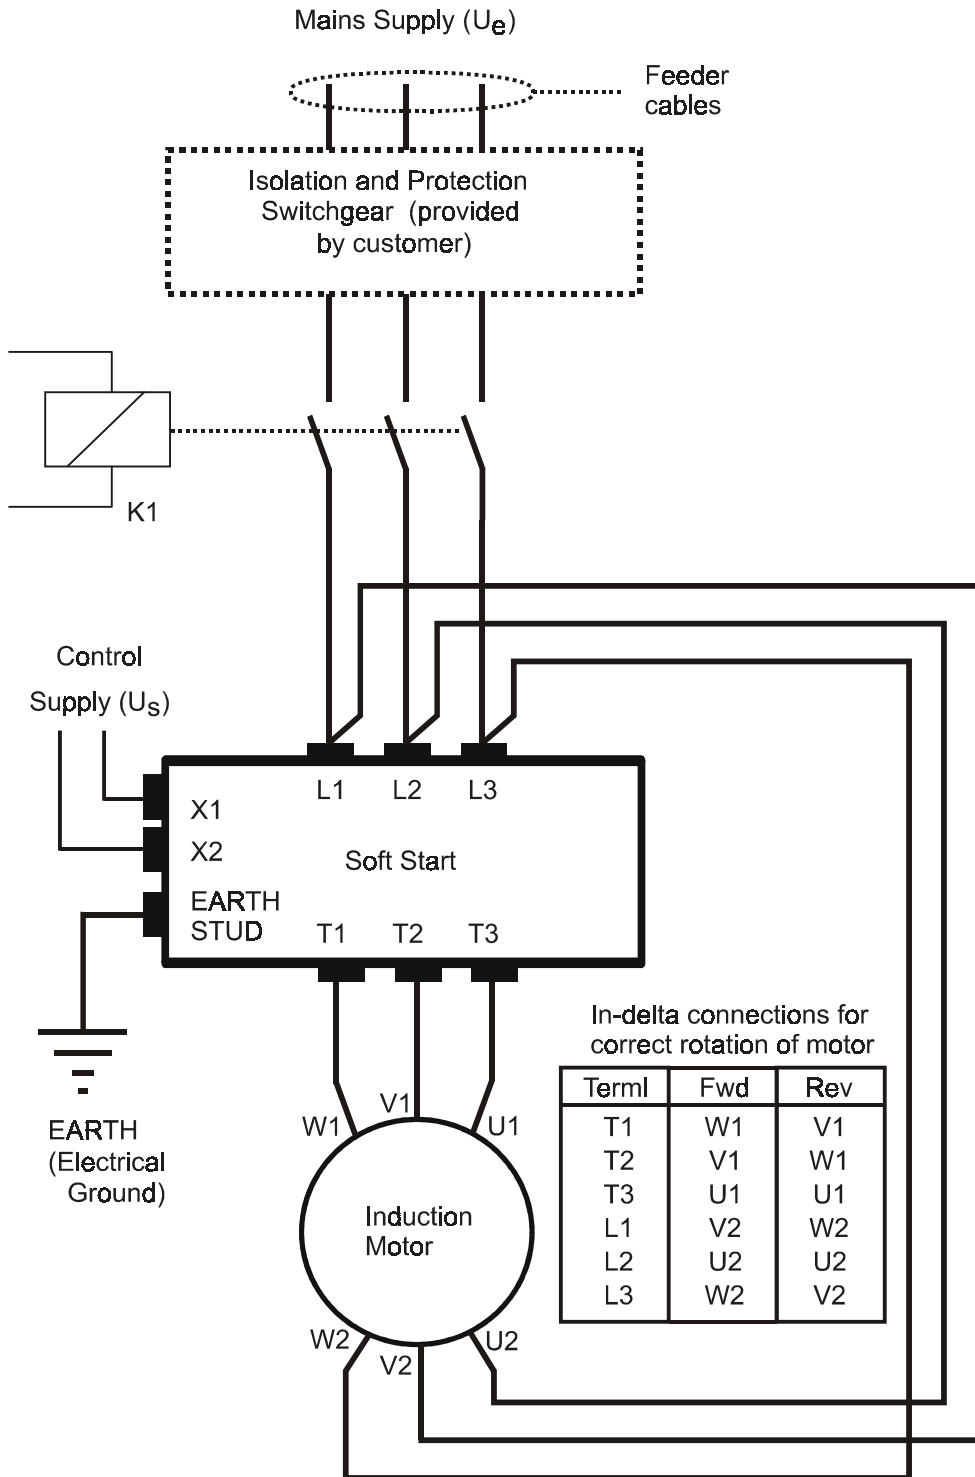 Mains Supply (Ue)
Feeder
cables
Isolation and Protection
Switchgear (provided
by customer)
K1
Control
Supply (Us)
L1 L2 L3
X1
X2
Soft Start
EARTH
STUD
T1 T2 T3
EARTH
(Electrical
Ground)
W1 V1 U1
Induction
Motor
W2 V2 U2
In-delta connections for
correct rotation of motor
Terml Fwd Rev
T1 W1 V1
T2 V1 W1
T3 U1 U1
L1 V2 W2
L2 U2 U2
L3 W2 V2